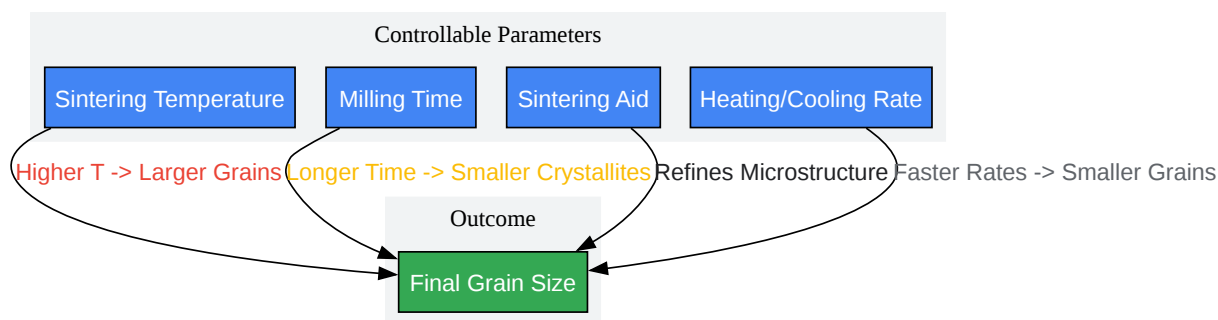 Controllable Parameters
Sintering Temperature
Milling Time
Sintering Aid
Heating/Cooling Rate
Higher T -> Larger Grains
Longer Time -> Smaller Crystallites
Refines Microstructure
Faster Rates -> Smaller Grains
Outcome
Final Grain Size